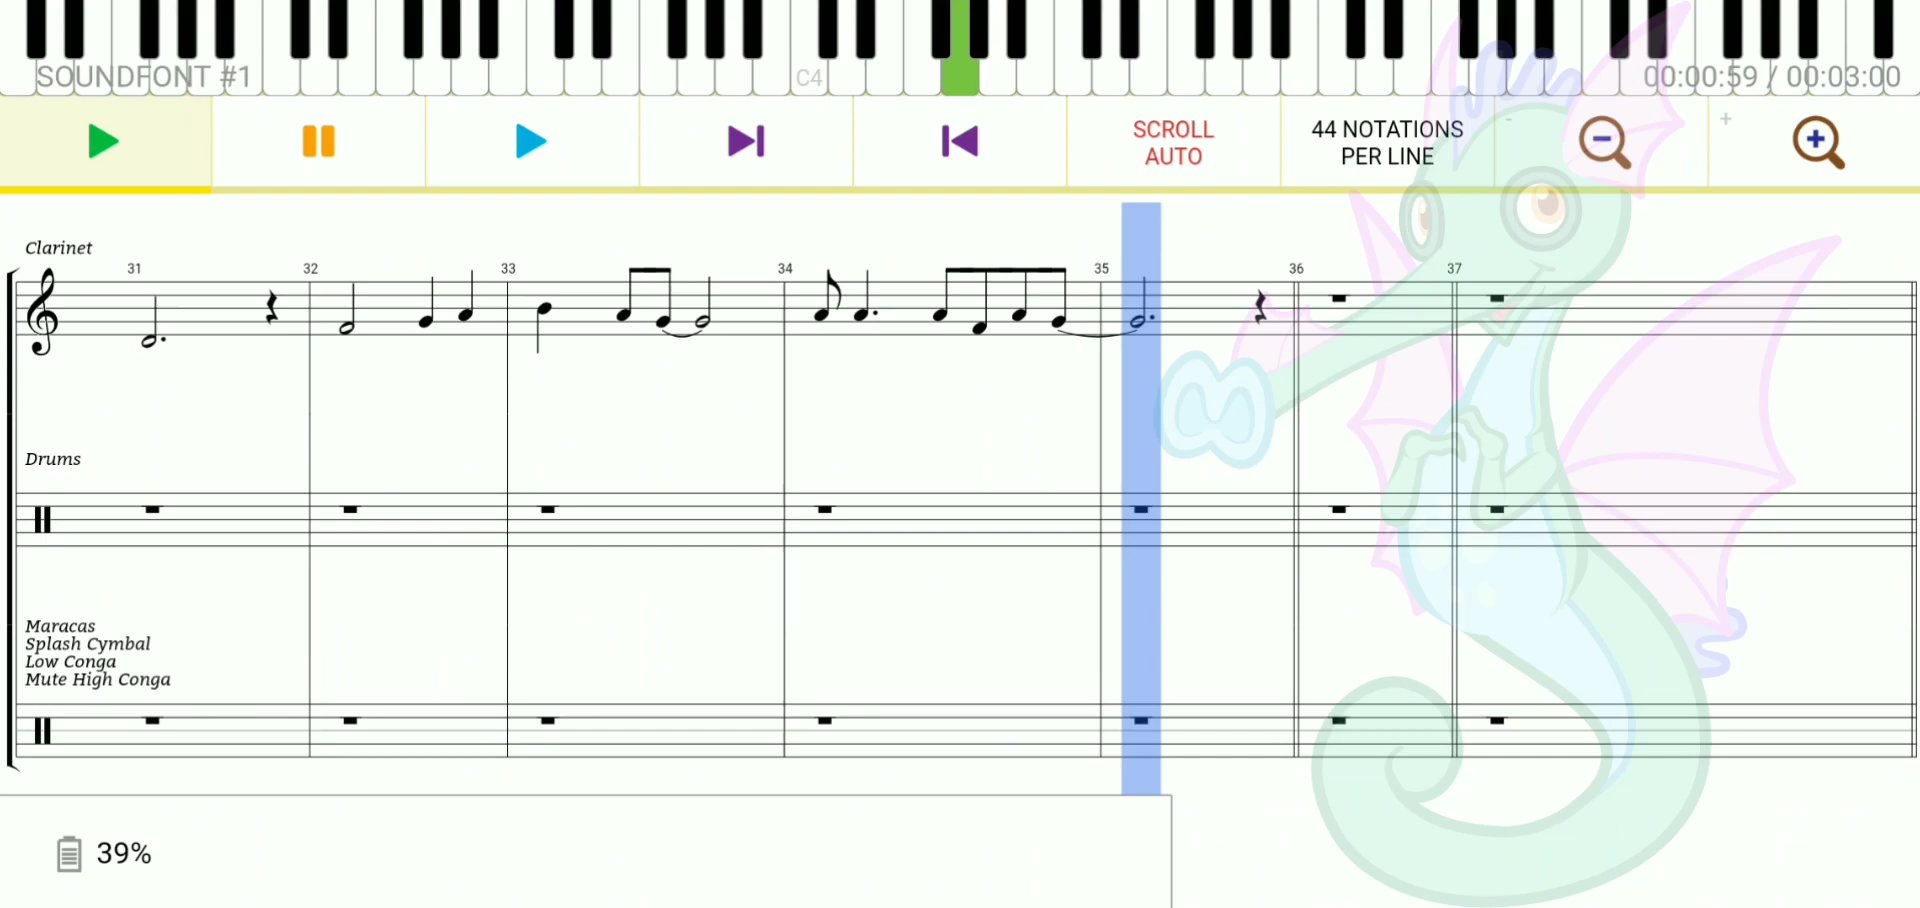 SOUNDFONT #1
C4
00:00:59 / 00:03:00
SCROLL
AUTO
44 NOTATIONS
PER LINE
-
+
Clarinet
31
32
33
34
35
36
37
Drums
Maracas
Splash Cymbal
Low Conga
Mute High Conga
39%